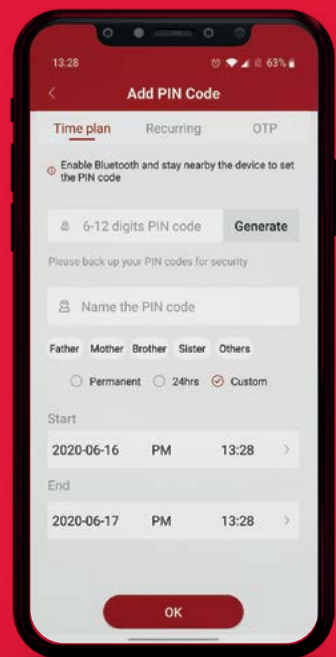 13:28 63%
Add PIN Code
Time plan Recurring OTP
Enable Bluetooth and stay nearby the device to set
the PIN code
6-12 digits PIN code Generate
Please back up your PIN codes for security
Name the PIN code
Father Mother Brother Sister Others
Permanent 24hrs Custom
Start
2020-06-16 PM 13:28
End
2020-06-17 PM 13:28
OK